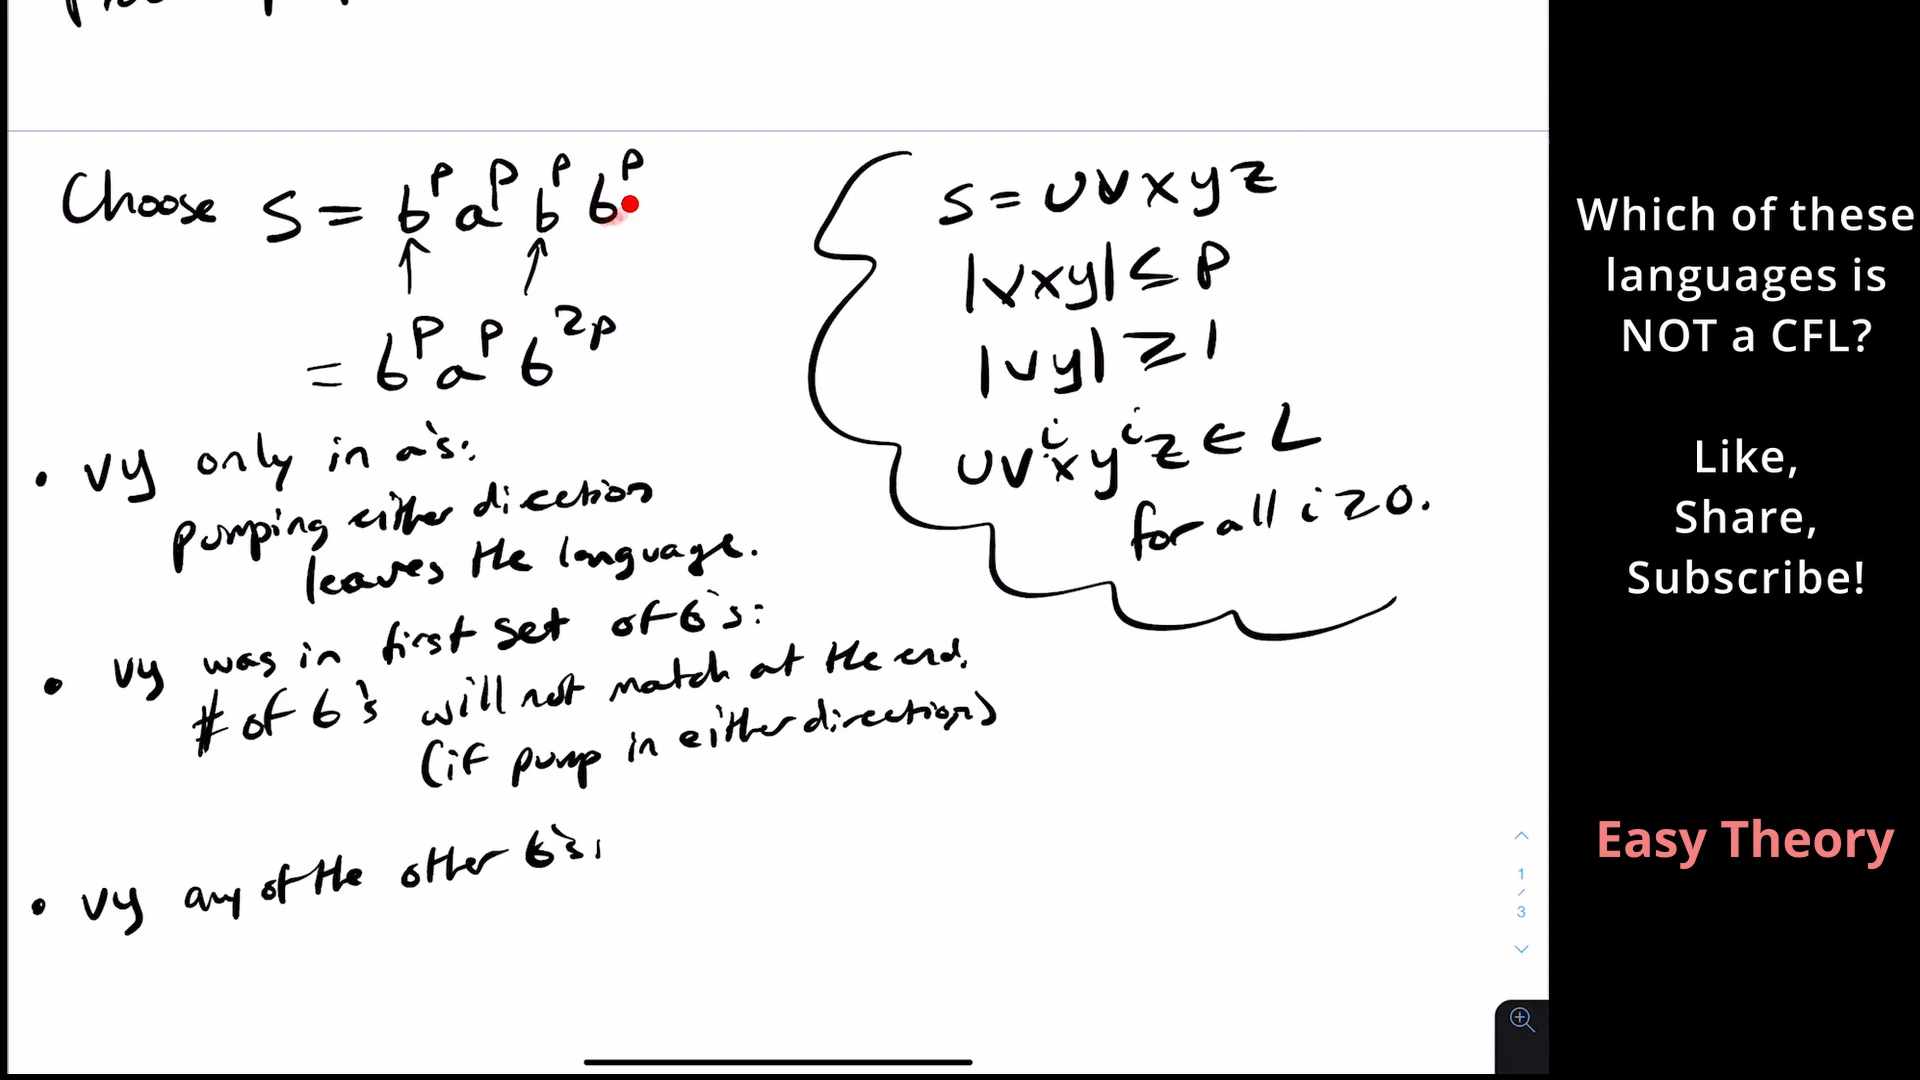 Choose S = b^p a^p b^p b^p
= b^p a^p b^2p
• vy only in a's:
pumping either direction
leaves the language.
• vy was in first set of b's:
# of b's will not match at the end.
(if pump in either directions)
• vy any of the other b's:
S = uvxyz
|vxy| ≤ p
|vy| ≥ 1
uv^i xy^i z ∈ L
for all i ≥ 0.
Which of these
languages is
NOT a CFL?
Like,
Share,
Subscribe!
Easy Theory
1
/
3